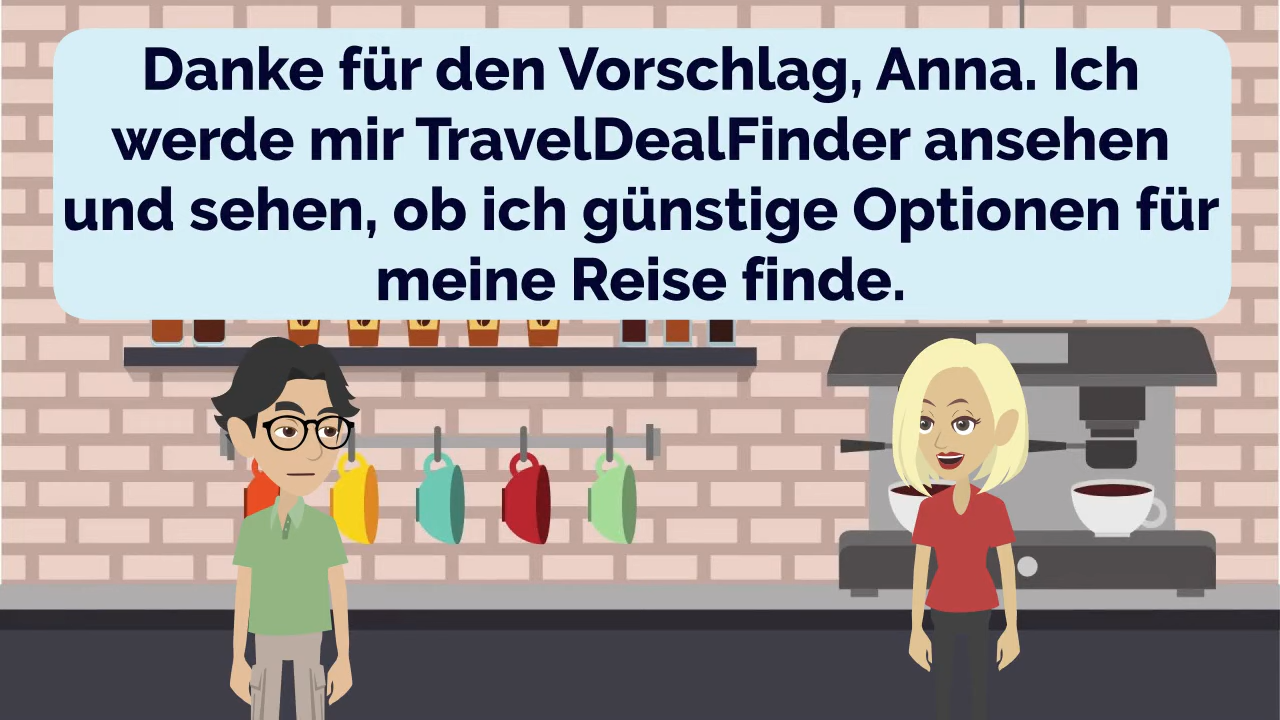 Danke für den Vorschlag, Anna. Ich
werde mir TravelDealFinder ansehen
und sehen, ob ich günstige Optionen für
meine Reise finde.